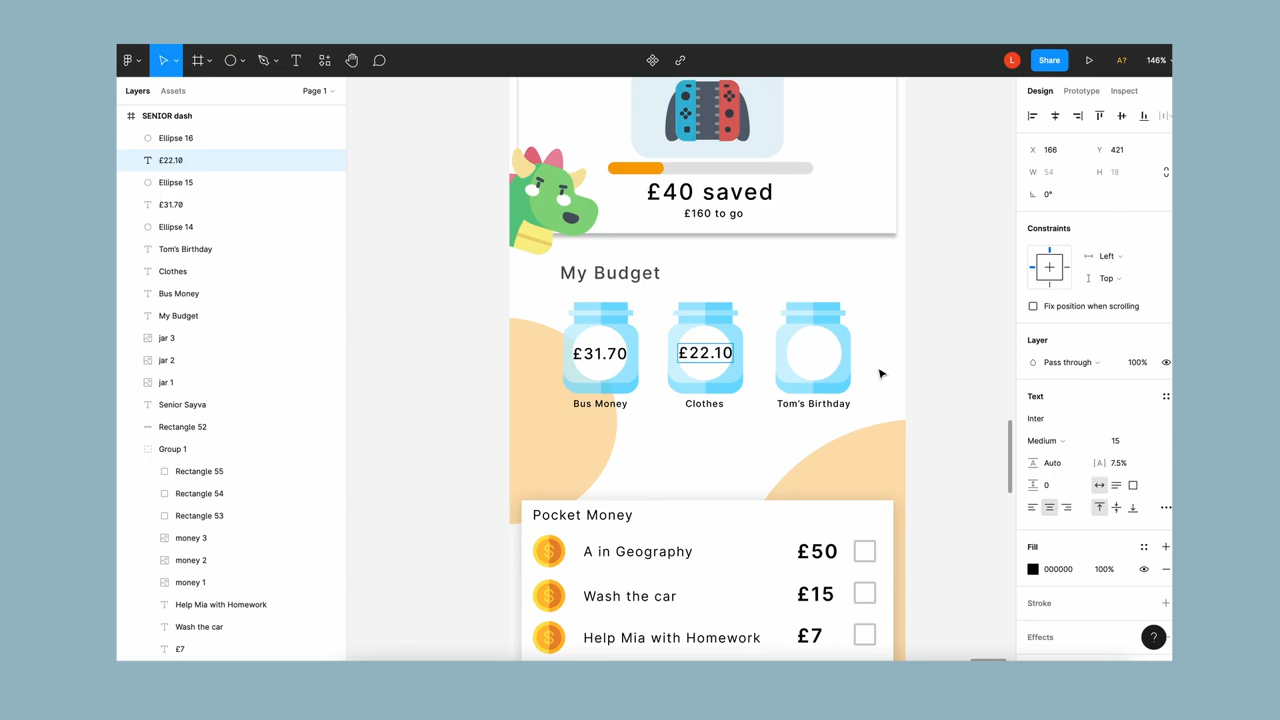 Share
A?
146%
L
Layers
Assets
Page 1
Design
Prototype
Inspect
SENIOR dash
Ellipse 16
£22.10
Ellipse 15
£31.70
Ellipse 14
Tom's Birthday
Clothes
Bus Money
My Budget
jar 3
jar 2
jar 1
Senior Sayva
Rectangle 52
Group 1
Rectangle 55
Rectangle 54
Rectangle 53
money 3
money 2
money 1
Help Mia with Homework
Wash the car
£7
£40 saved
£160 to go
My Budget
£31.70
£22.10
Bus Money
Clothes
Tom's Birthday
Pocket Money
$ A in Geography £50
$ Wash the car £15
$ Help Mia with Homework £7
X 166 Y 421
W 54 H 18
0°
Constraints
Left
Top
Fix position when scrolling
Layer
Pass through 100%
Text
Inter
Medium 15
A Auto |A| 7.5%
0
Fill
000000 100%
Stroke
Effects
?